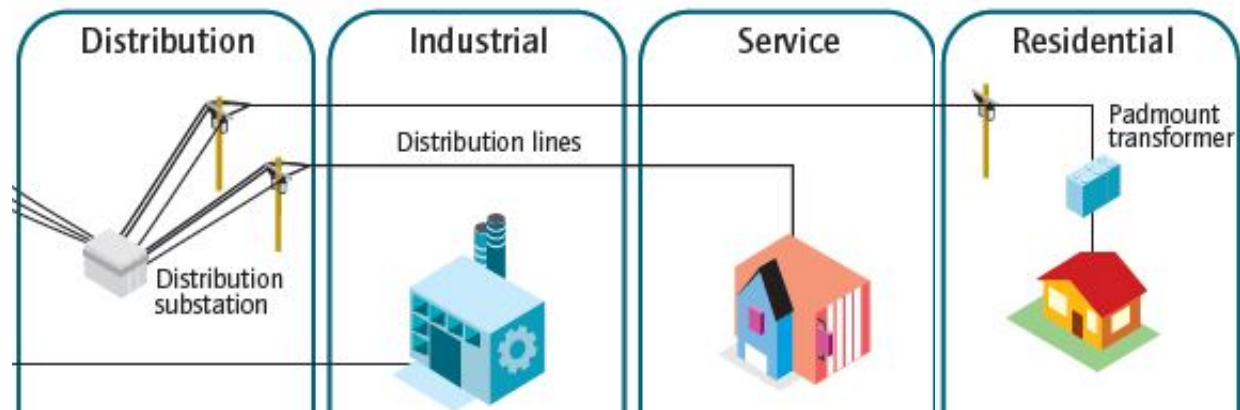 Distribution
Industrial
Service
Residential
Distribution lines
Padmount
transformer
Distribution
substation